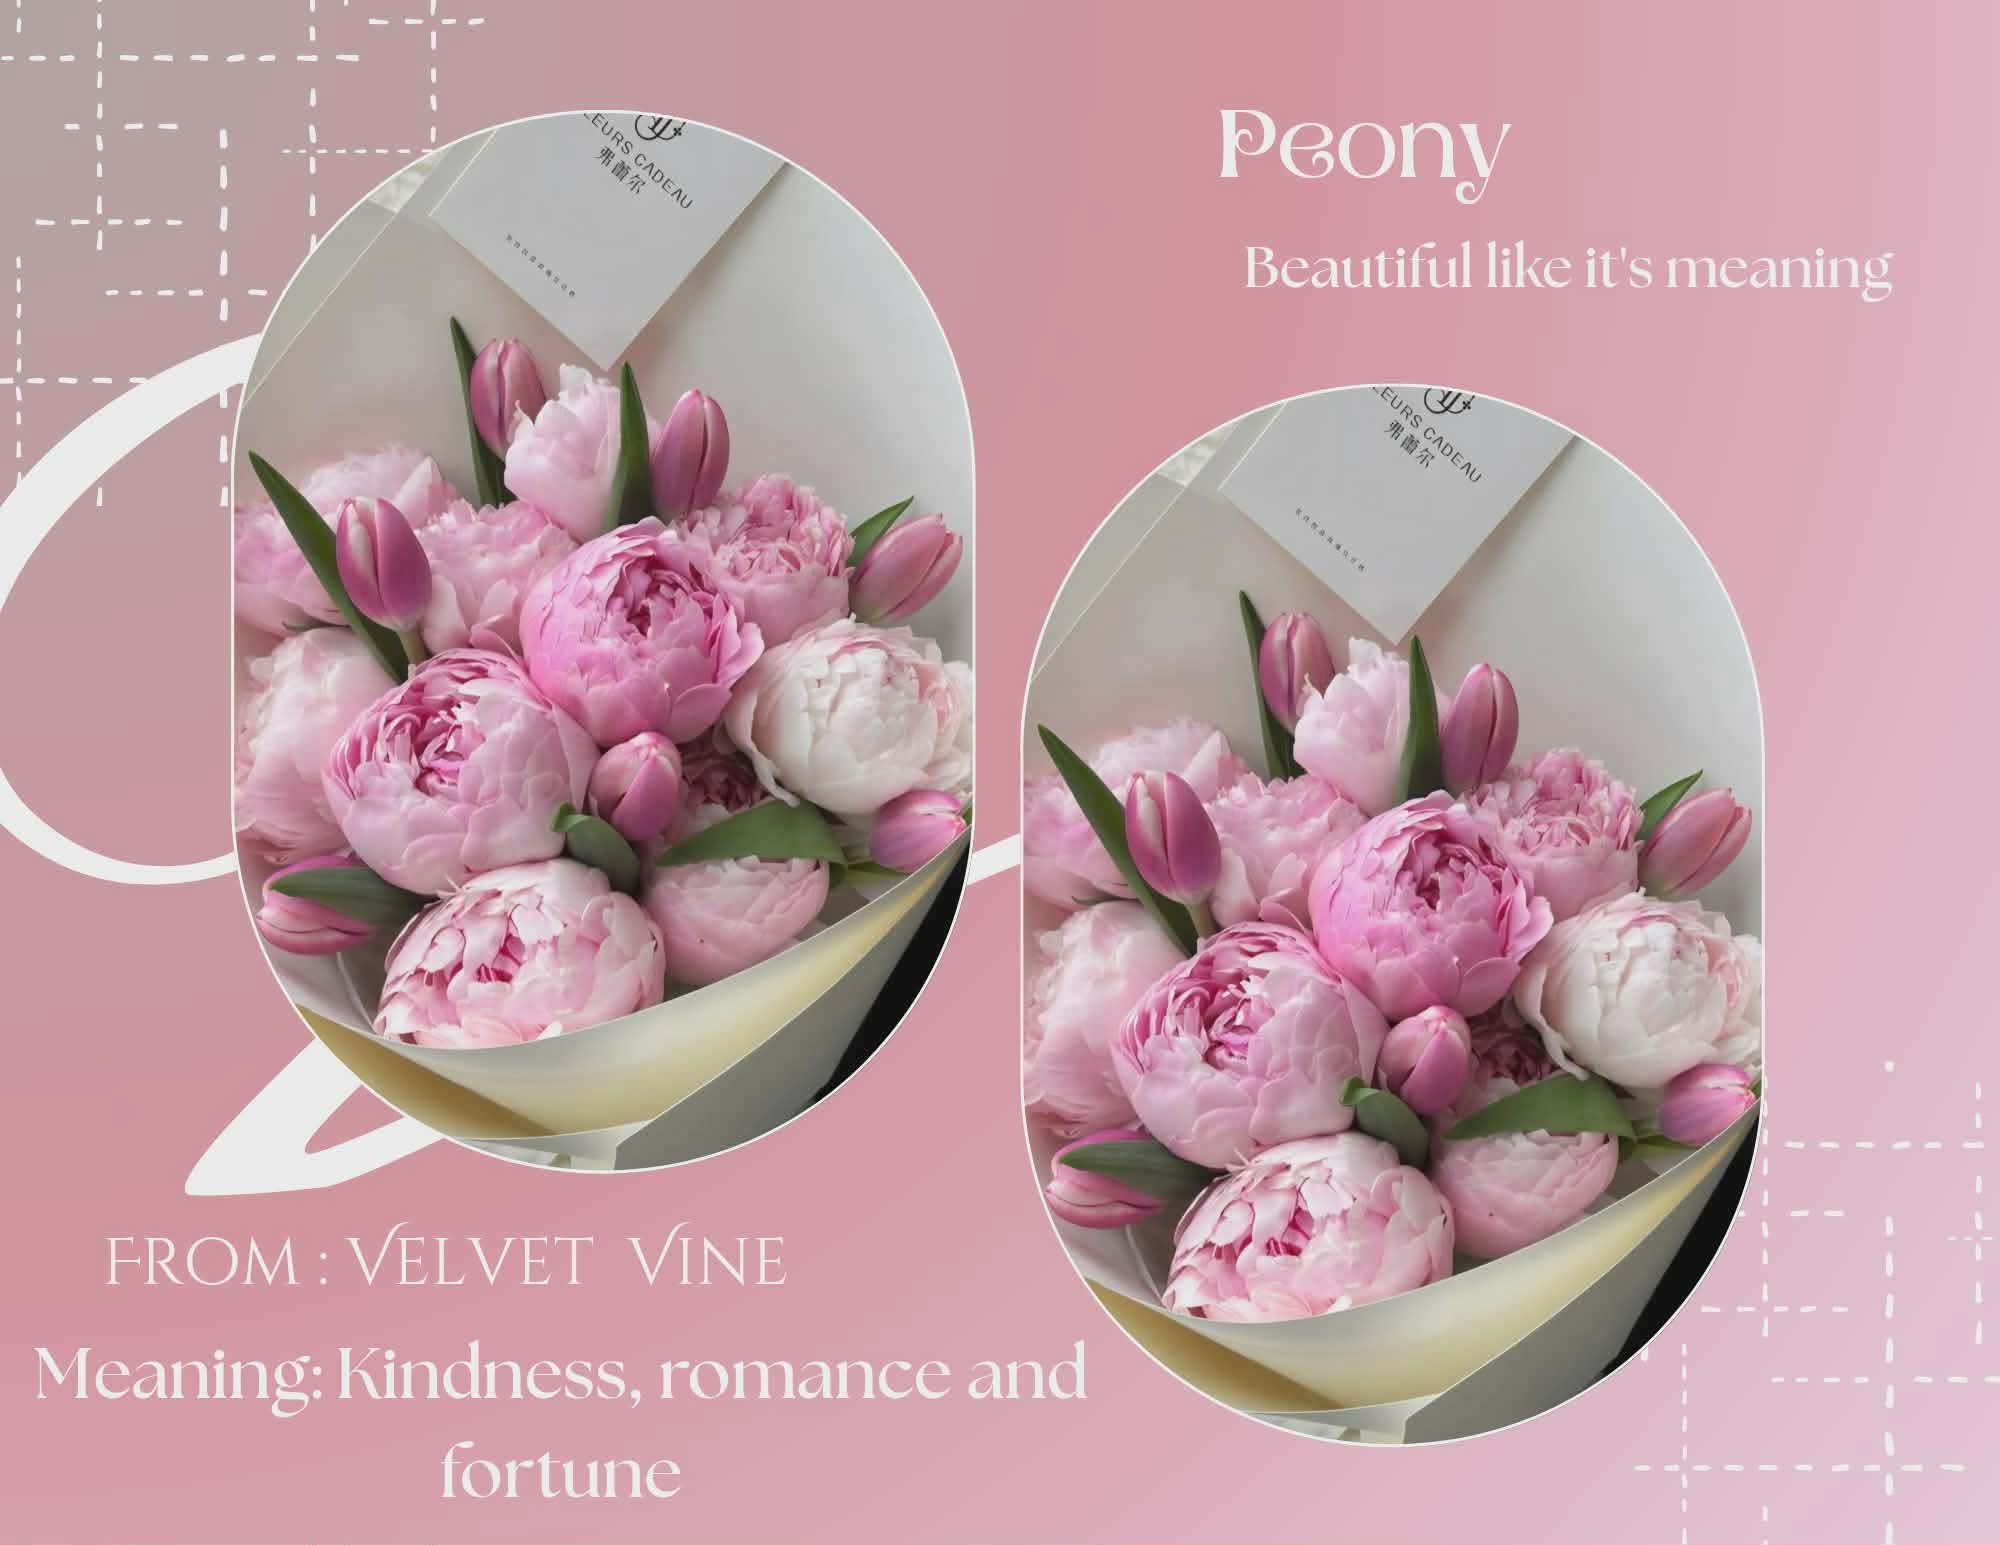 Peony
Beautiful like it's meaning
LEURS CADEAU
弗蕾尔
LEURS CADEAU
弗蕾尔
FROM : VELVET VINE
Meaning: Kindness, romance and
fortune